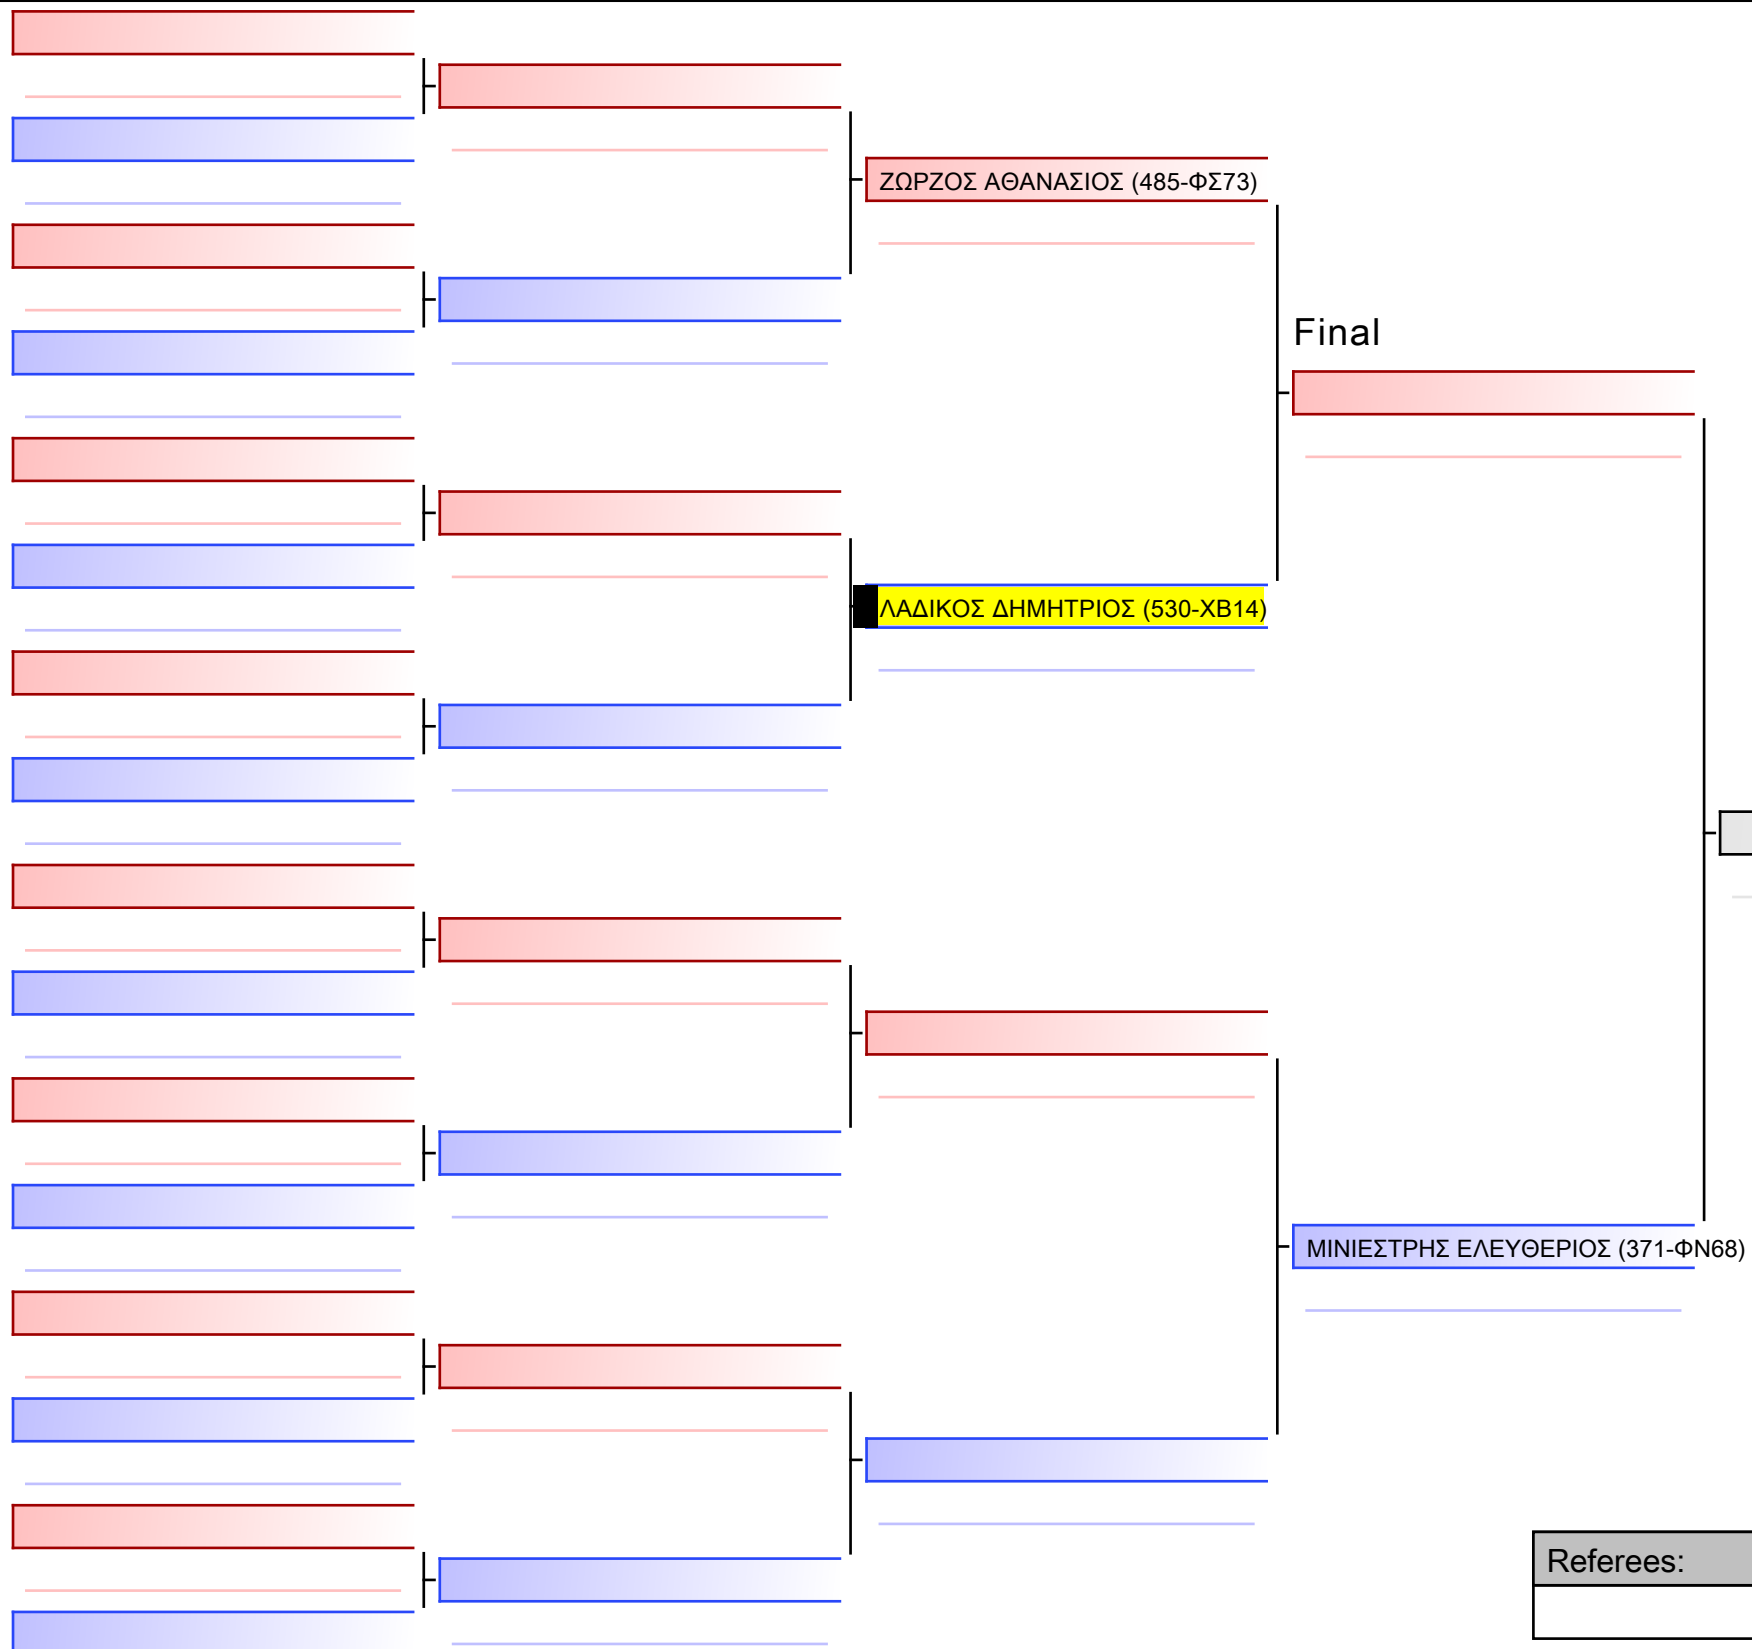 ΖΩΡΖΟΣ ΑΘΑΝΑΣΙΟΣ (485-ΦΣ73)
Final
ΛΑΔΙΚΟΣ ΔΗΜΗΤΡΙΟΣ (530-ΧΒ14)
ΜΙΝΙΕΣΤΡΗΣ ΕΛΕΥΘΕΡΙΟΣ (371-ΦΝ68)
Referees: